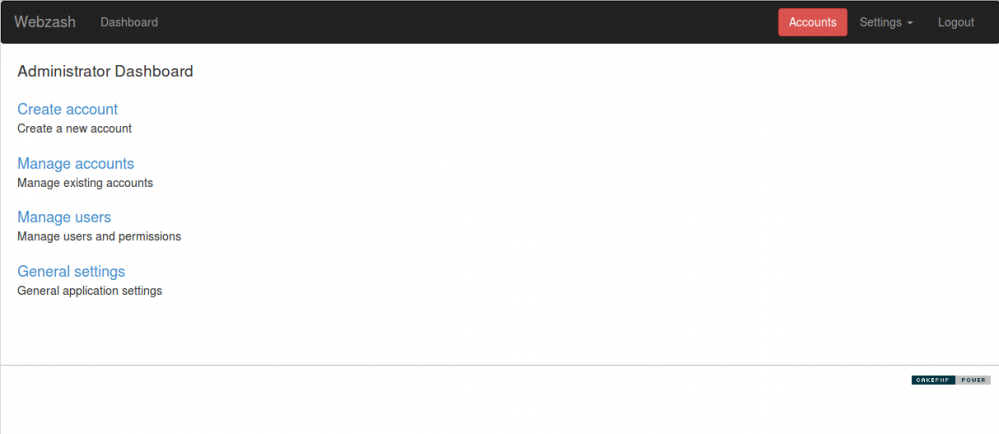 Webzash Dashboard Accounts Settings Logout
Administrator Dashboard
Create account
Create a new account
Manage accounts
Manage existing accounts
Manage users
Manage users and permissions
General settings
General application settings
CAKEPHP POWER